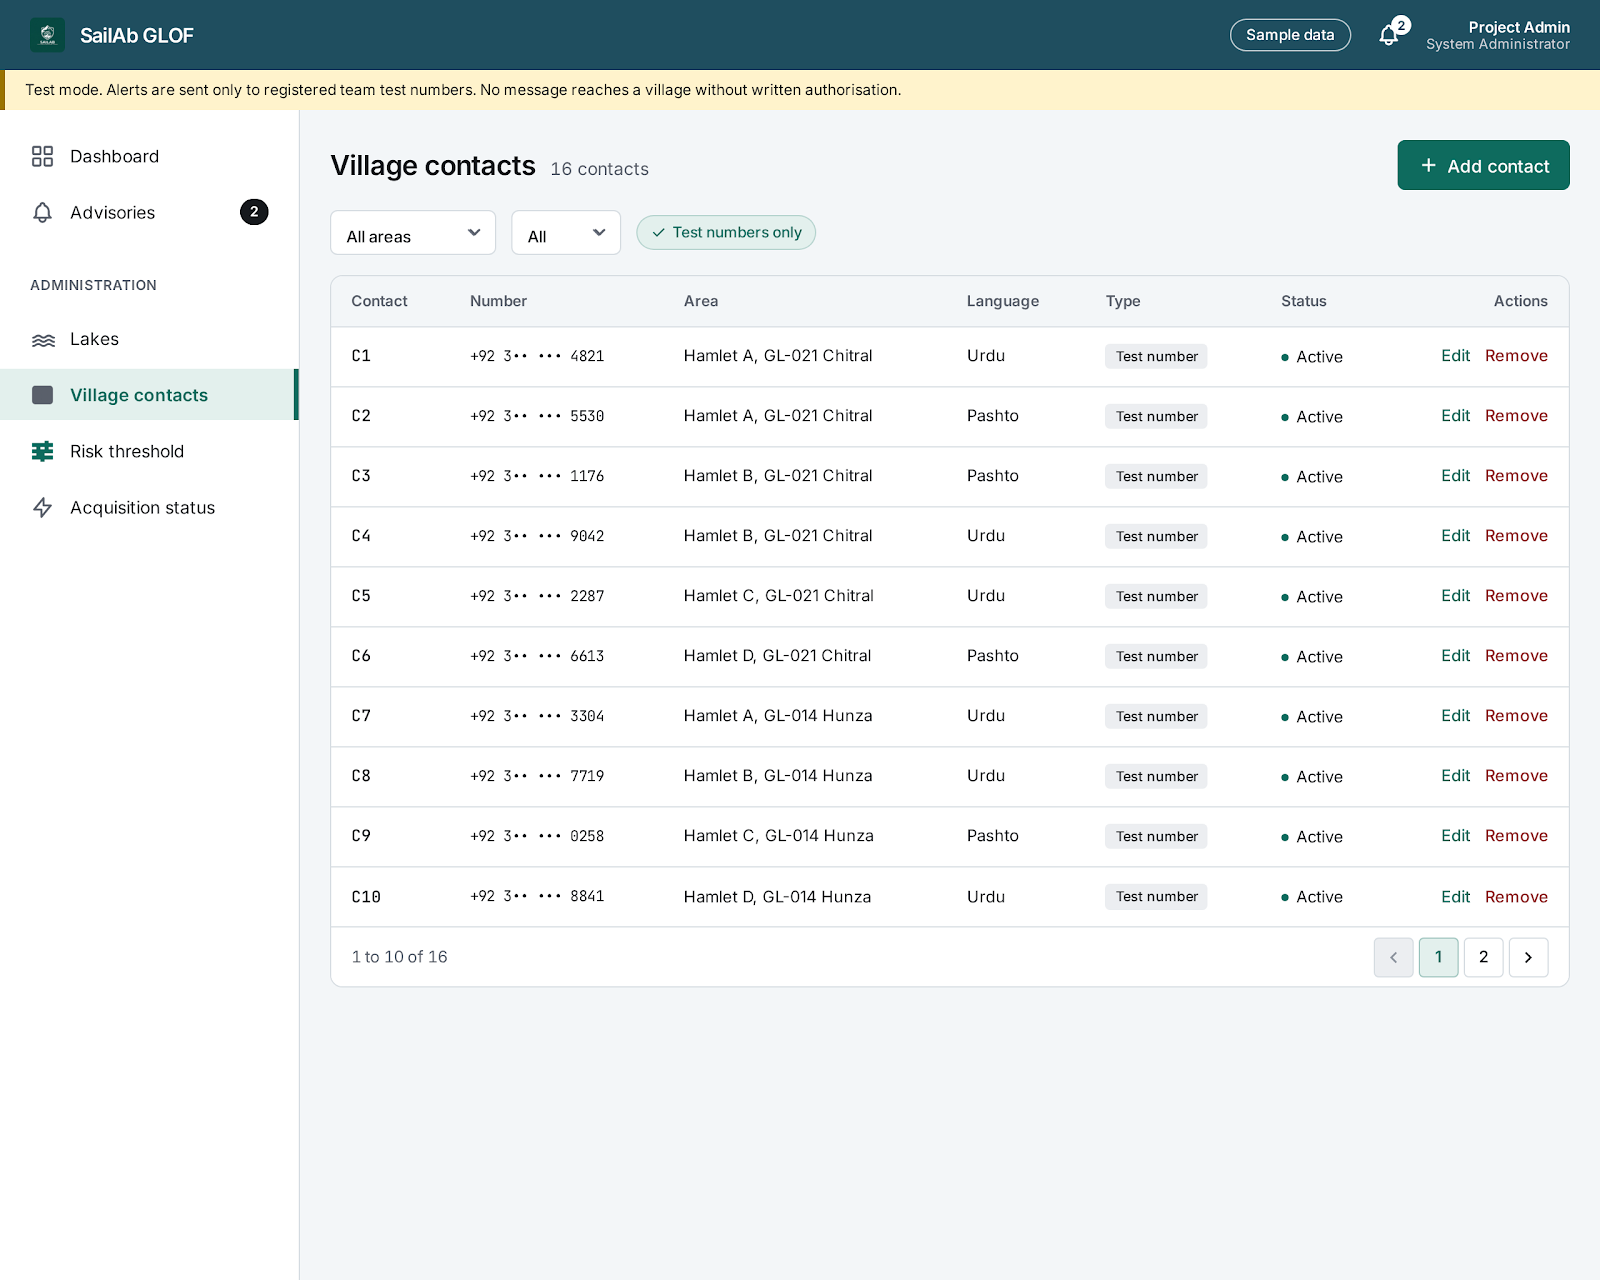 SailAb GLOF
Sample data
2
Project Admin
System Administrator
Test mode. Alerts are sent only to registered team test numbers. No message reaches a village without written authorisation.
Dashboard
Advisories 2
ADMINISTRATION
Lakes
Village contacts
Risk threshold
Acquisition status
Village contacts 16 contacts
+ Add contact
All areas
All
Test numbers only
Contact Number Area Language Type Status Actions
C1 +92 3•• ••• 4821 Hamlet A, GL-021 Chitral Urdu Test number Active Edit Remove
C2 +92 3•• ••• 5530 Hamlet A, GL-021 Chitral Pashto Test number Active Edit Remove
C3 +92 3•• ••• 1176 Hamlet B, GL-021 Chitral Pashto Test number Active Edit Remove
C4 +92 3•• ••• 9042 Hamlet B, GL-021 Chitral Urdu Test number Active Edit Remove
C5 +92 3•• ••• 2287 Hamlet C, GL-021 Chitral Urdu Test number Active Edit Remove
C6 +92 3•• ••• 6613 Hamlet D, GL-021 Chitral Pashto Test number Active Edit Remove
C7 +92 3•• ••• 3304 Hamlet A, GL-014 Hunza Urdu Test number Active Edit Remove
C8 +92 3•• ••• 7719 Hamlet B, GL-014 Hunza Urdu Test number Active Edit Remove
C9 +92 3•• ••• 0258 Hamlet C, GL-014 Hunza Pashto Test number Active Edit Remove
C10 +92 3•• ••• 8841 Hamlet D, GL-014 Hunza Urdu Test number Active Edit Remove
1 to 10 of 16
1 2